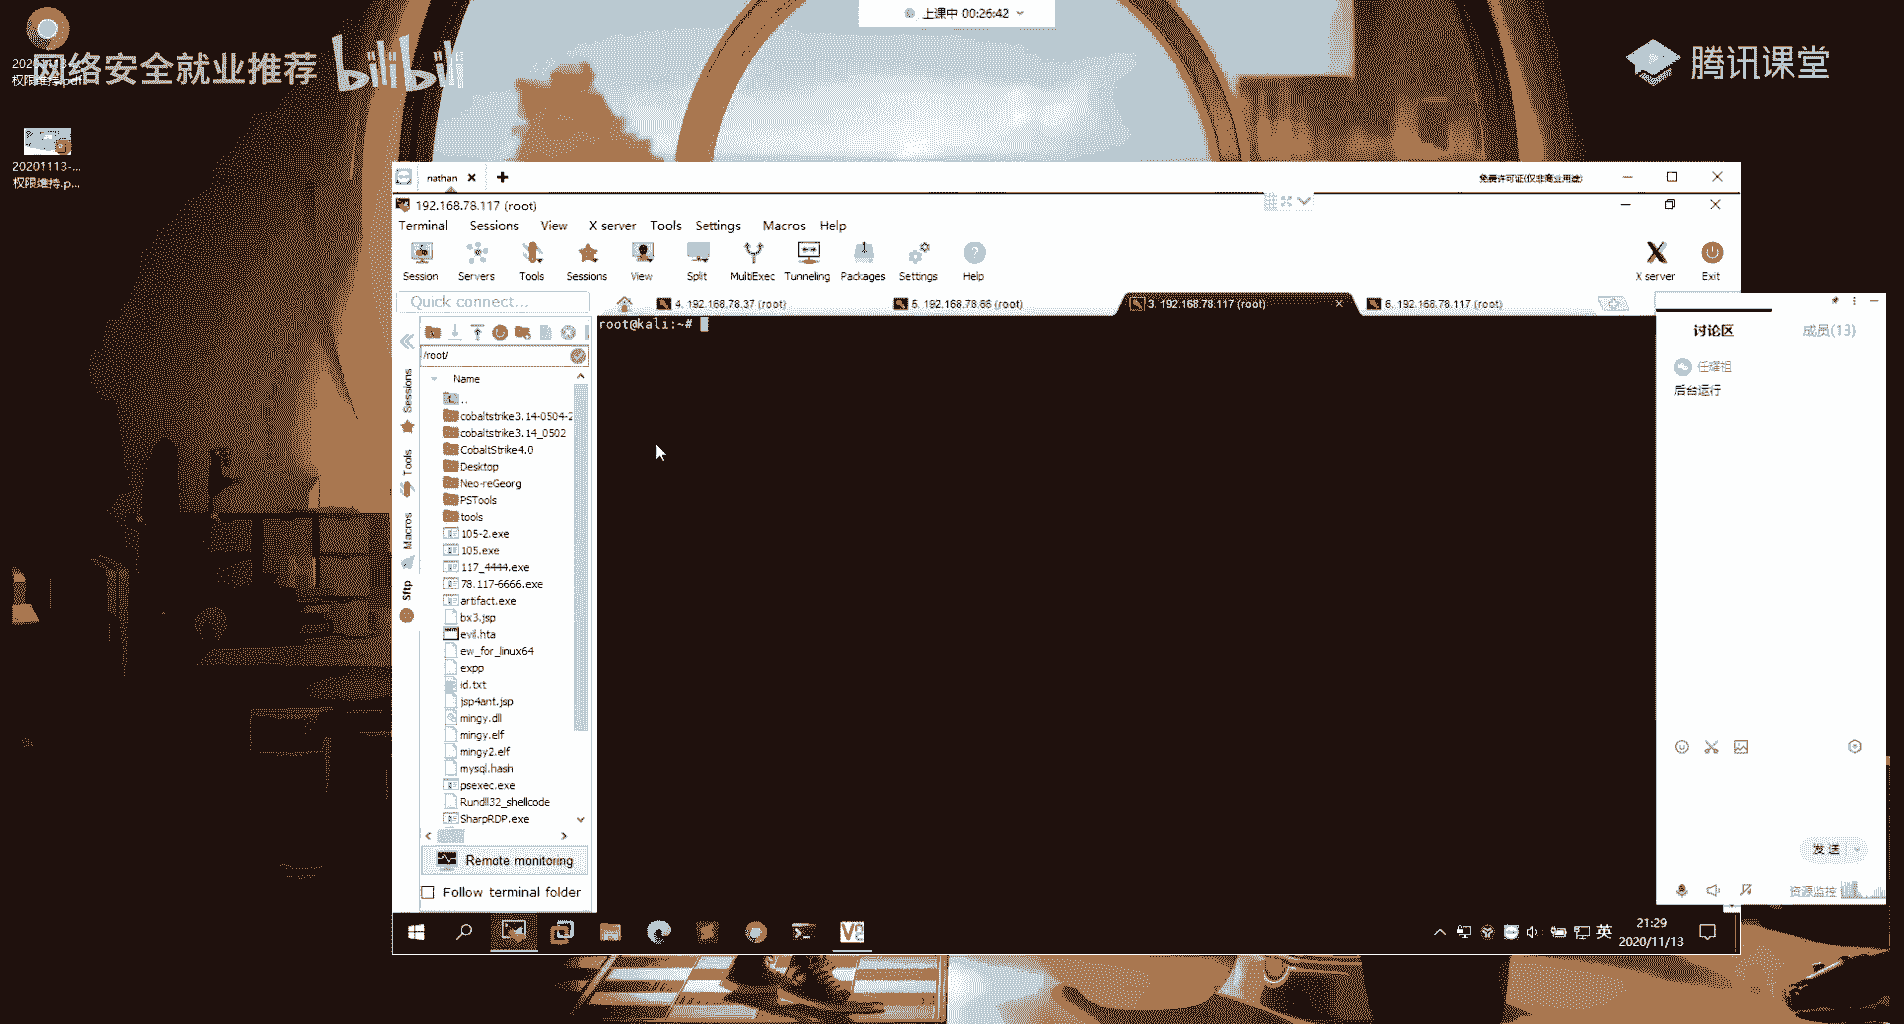 上课中 00:26:42
网络安全就业推荐
bilibili
腾讯课堂
权限维持.pdf
20201113-...
权限维持.p...
nathan
免费许可证(仅非商业用途)
192.168.78.117 (root)
Terminal Sessions View X server Tools Settings Macros Help
Session Servers Tools Sessions View Split MultiExec Tunneling Packages Settings Help X server Exit
Quick connect...
4. 192.168.78.37 (root)
5. 192.168.78.66 (root)
3. 192.168.78.117 (root)
6. 192.168.78.117 (root)
root@kali:~#
/root/
Name
..
cobaltstrike3.14-0504-2
cobaltstrike3.14_0502
CobaltStrike4.0
Desktop
Neo-reGeorg
PSTools
tools
105-2.exe
105.exe
117_4444.exe
78.117-6666.exe
artifact.exe
bx3.jsp
evil.hta
ew_for_linux64
expp
id.txt
jsp4ant.jsp
mingy.dll
mingy.elf
mingy2.elf
mysql.hash
psexec.exe
Rundll32_shellcode
SharpRDP.exe
Sessions
Tools
Macros
Sftp
Remote monitoring
Follow terminal folder
讨论区
成员(13)
任耀祖
后台运行
发送
资源监控
英
21:29
2020/11/13